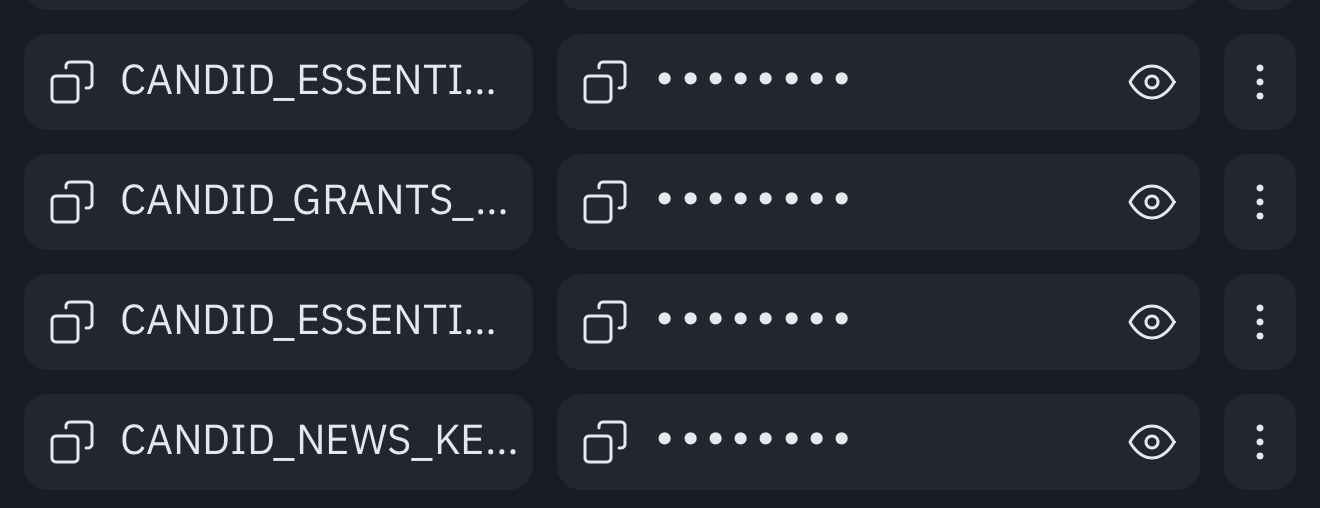 CANDID_ESSENTI... ••••••••
CANDID_GRANTS_... ••••••••
CANDID_ESSENTI... ••••••••
CANDID_NEWS_KE... ••••••••